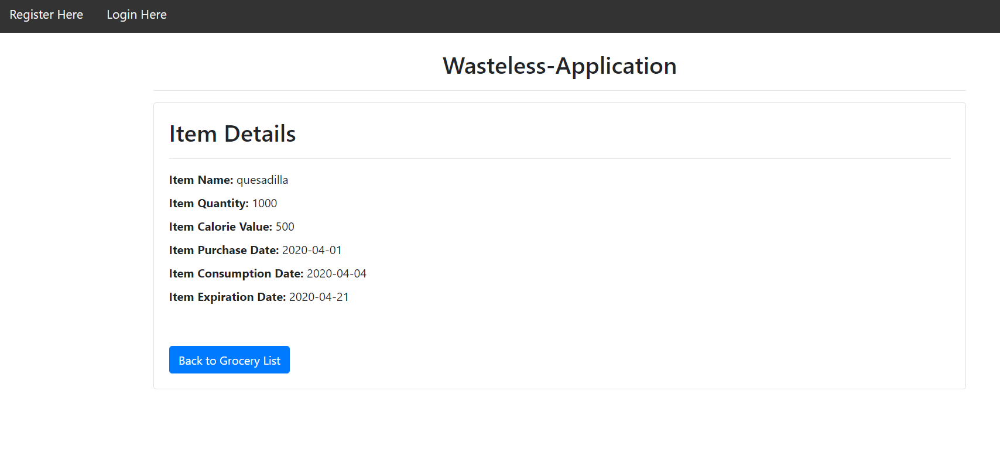 Register Here Login Here
Wasteless-Application
Item Details
Item Name: quesadilla
Item Quantity: 1000
Item Calorie Value: 500
Item Purchase Date: 2020-04-01
Item Consumption Date: 2020-04-04
Item Expiration Date: 2020-04-21
Back to Grocery List